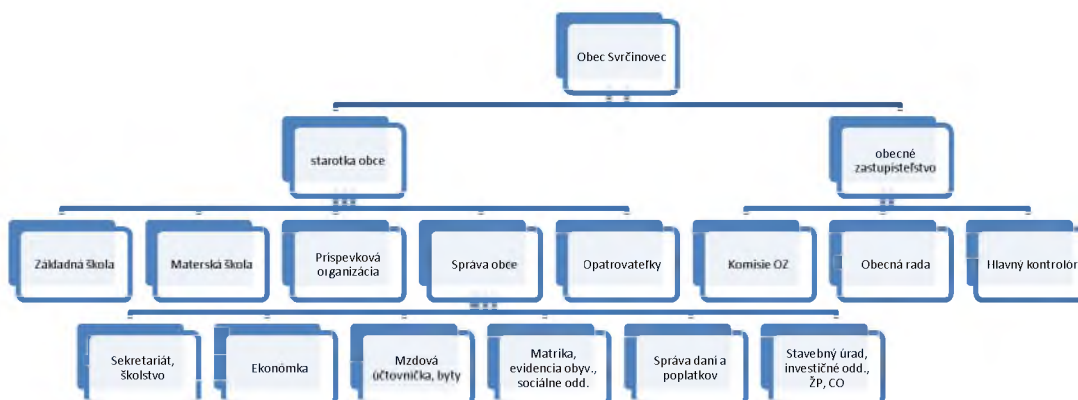 Obec Svrčinovec
starotka obce
obecné
zastupiteľstvo
Základná škola
Materská škola
Príspevková
organizácia
Správa obce
Opatrovateľky
Komisie OZ
Obecná rada
Hlavný kontrolór
Sekretariát,
školstvo
Ekonómka
Mzdová
účtovníčka, byty
Matrika,
evidencia obyv.,
sociálne odd.
Správa daní a
poplatkov
Stavebný úrad,
investičné odd.,
ŽP, CO